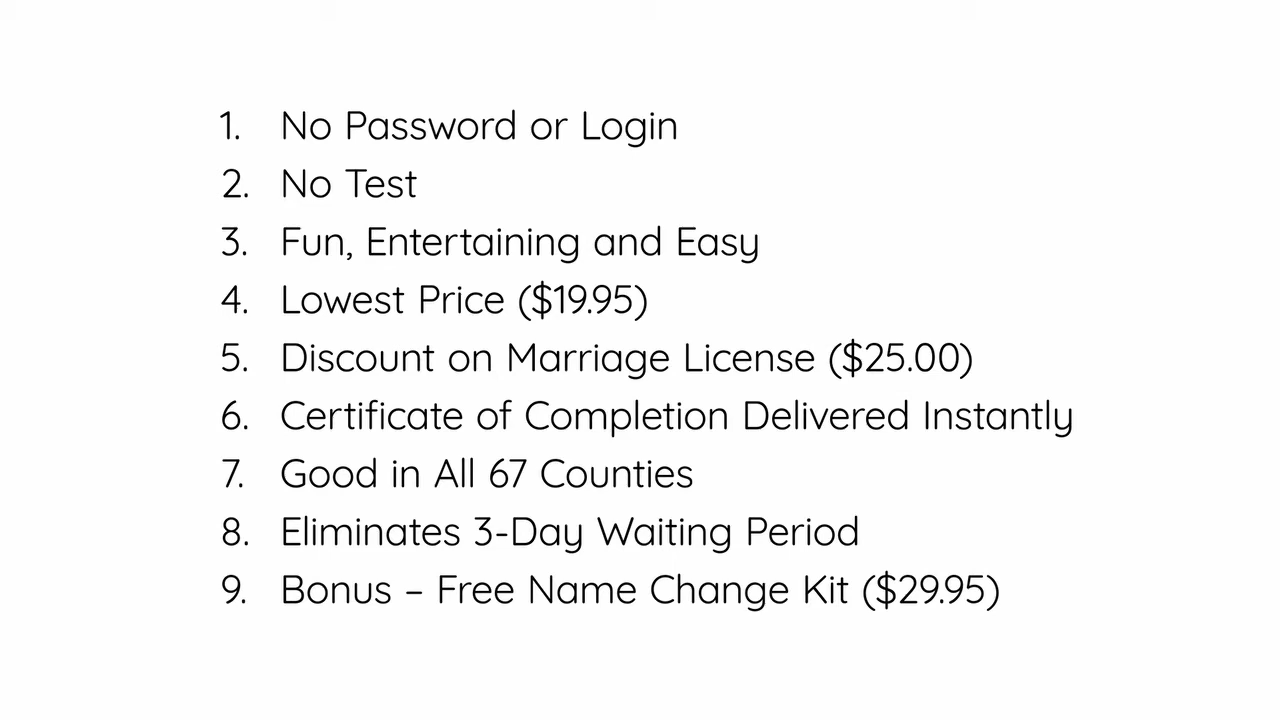 1. No Password or Login
2. No Test
3. Fun, Entertaining and Easy
4. Lowest Price ($19.95)
5. Discount on Marriage License ($25.00)
6. Certificate of Completion Delivered Instantly
7. Good in All 67 Counties
8. Eliminates 3-Day Waiting Period
9. Bonus – Free Name Change Kit ($29.95)